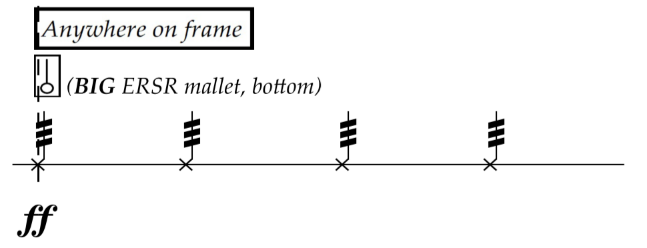 Anywhere on frame
(BIG ERSR mallet, bottom)
ff